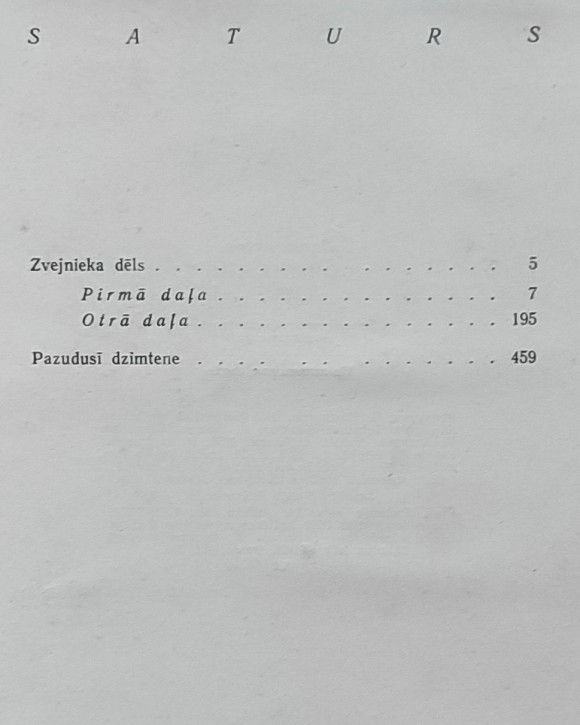 S A T U R S
Zvejnieka dēls . . . . . . . . . . . . . . . . 5
Pirmā daļa . . . . . . . . . . . . . . 7
Otrā daļa . . . . . . . . . . . . . . . 195
Pazudusī dzimtene . . . . . . . . . . . . . 459